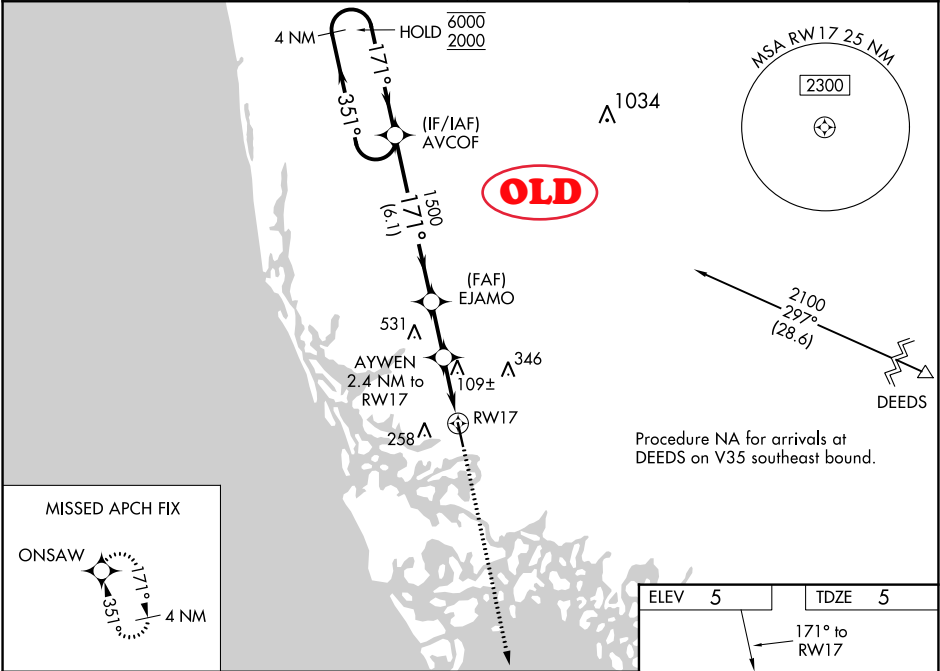 4 NM
HOLD 6000
2000
171°
351°
(IF/IAF)
AVCOF
1034
MSA RW17 25 NM
2300
OLD
1500
171°
(6.1)
(FAF)
EJAMO
531
AYWEN
2.4 NM to
RW17
109±
346
RW17
258
2100
297°
(28.6)
DEEDS
Procedure NA for arrivals at
DEEDS on V35 southeast bound.
MISSED APCH FIX
ONSAW
171°
351°
4 NM
ELEV 5
TDZE 5
171° to
RW17